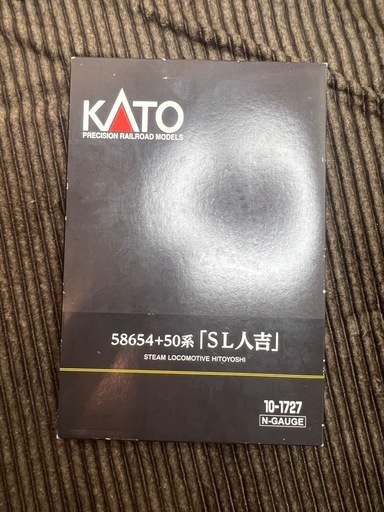 KATO
PRECISION RAILROAD MODELS
58654+50系「SL人吉」
STEAM LOCOMOTIVE HITOYOSHI
10-1727
N-GAUGE